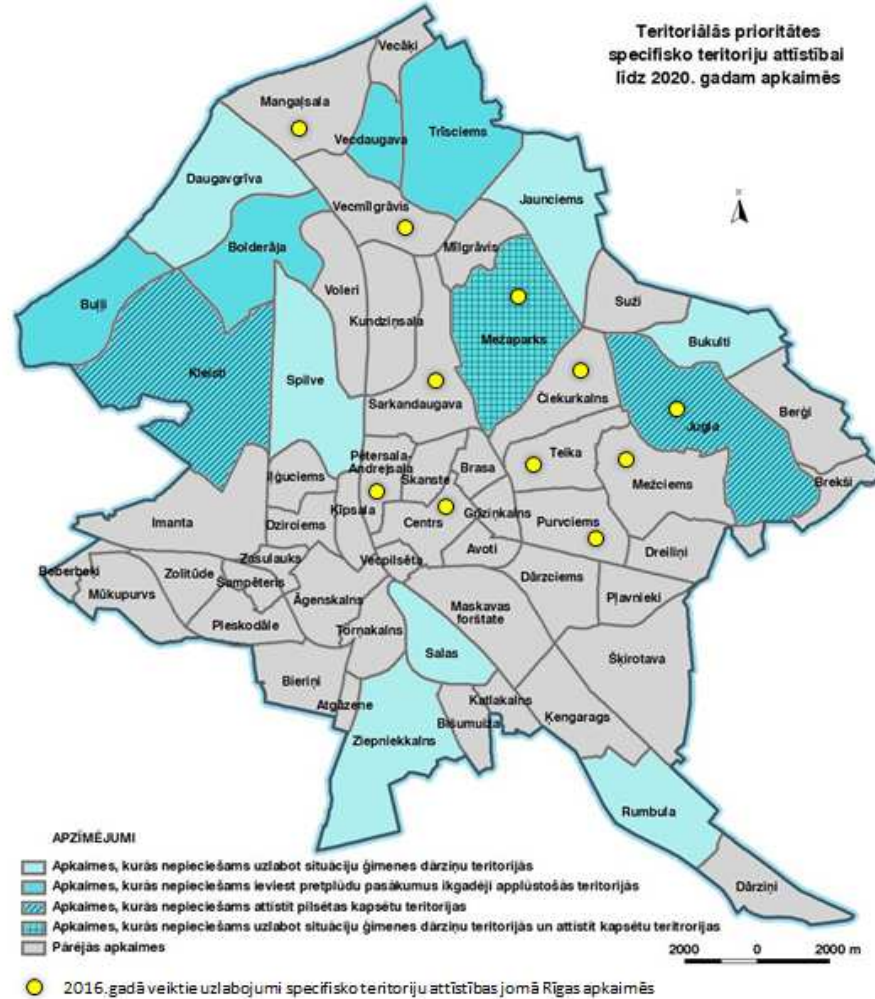 Teritoriālās prioritātes
specifisko teritoriju attīstībai
līdz 2020. gadam apkaimēs
Vecāķi
Mangaļsala
Vecdaugava
Trīsciems
Daugavgrīva
Jaunciems
Vecmīlgrāvis
Bolderāja
Mīlgrāvis
Voleri
Buļļi
Kundziņsala
Suži
Mežaparks
Bukulti
Kleisti
Spilve
Čiekurkalns
Sarkandaugava
Jugla
Berģi
Pētersala-
Andrejsala
Brasa
Teika
Iļģuciems
Skanste
Mežciems
Brekši
Ķīpsala
Grīziņkalns
Imanta
Dzirciems
Centrs
Purvciems
Avoti
Dreiliņi
Zasulauks
Vecpilsēta
Beberbeķi
Zolitūde
Šampēteris
Dārzciems
Mūkupurvs
Āgenskalns
Pļavnieki
Maskavas
forštate
Pleskodāle
Torņakalns
Salas
Šķirotava
Bieriņi
Katlakalns
Atgāzene
Bišumuiža
Ķengarags
Ziepniekkalns
Rumbula
Dārziņi
APZĪMĒJUMI
Apkaimes, kurās nepieciešams uzlabot situāciju ģimenes dārziņu teritorijās
Apkaimes, kurās nepieciešams ieviest pretplūdu pasākumus ikgadēji applūstošās teritorijās
Apkaimes, kurās nepieciešams attīstīt pilsētas kapsētu teritorijas
Apkaimes, kurās nepieciešams uzlabot situāciju ģimenes dārziņu teritorijās un attīstīt kapsētu teritrorijas
Pārējās apkaimes
2000 0 2000 m
2016.gadā veiktie uzlabojumi specifisko teritoriju attīstības jomā Rīgas apkaimēs